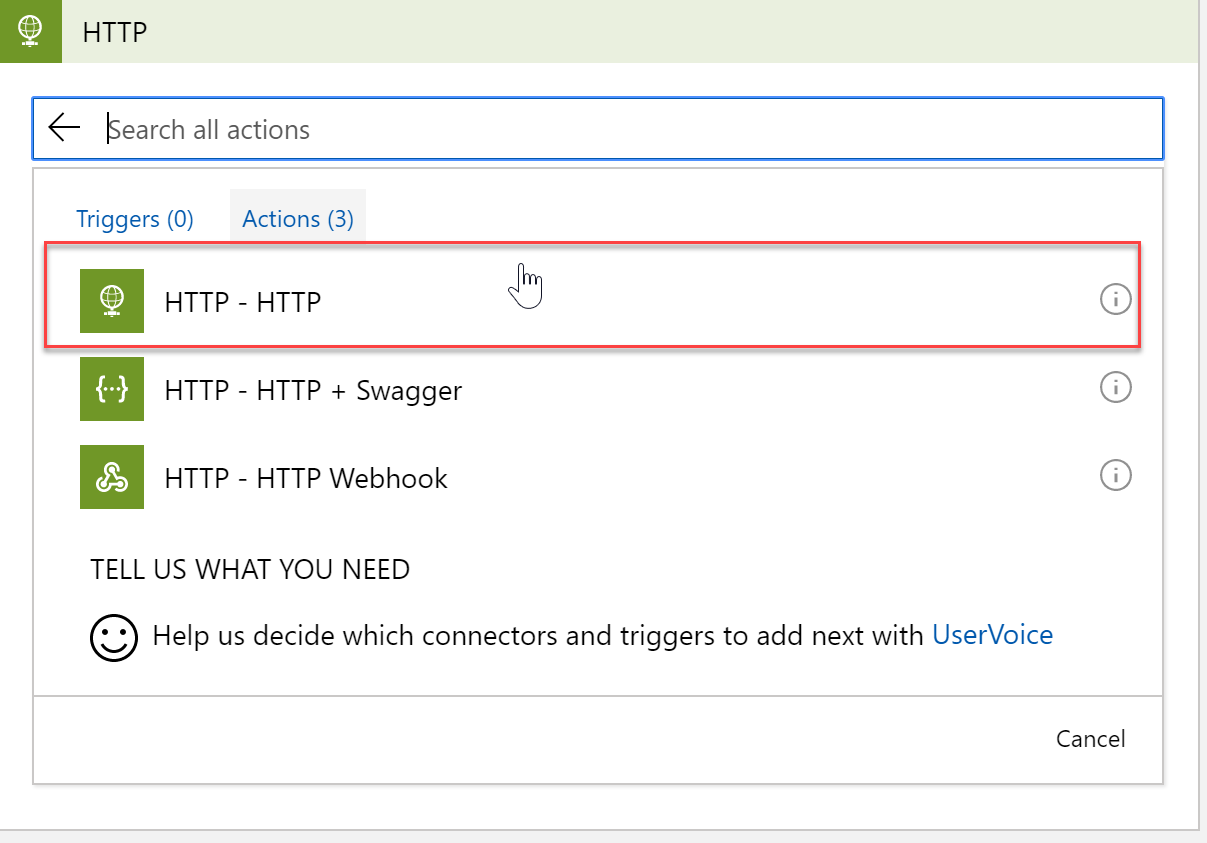 HTTP
Search all actions
Triggers (0) Actions (3)
HTTP - HTTP
HTTP - HTTP + Swagger
HTTP - HTTP Webhook
TELL US WHAT YOU NEED
Help us decide which connectors and triggers to add next with UserVoice
Cancel